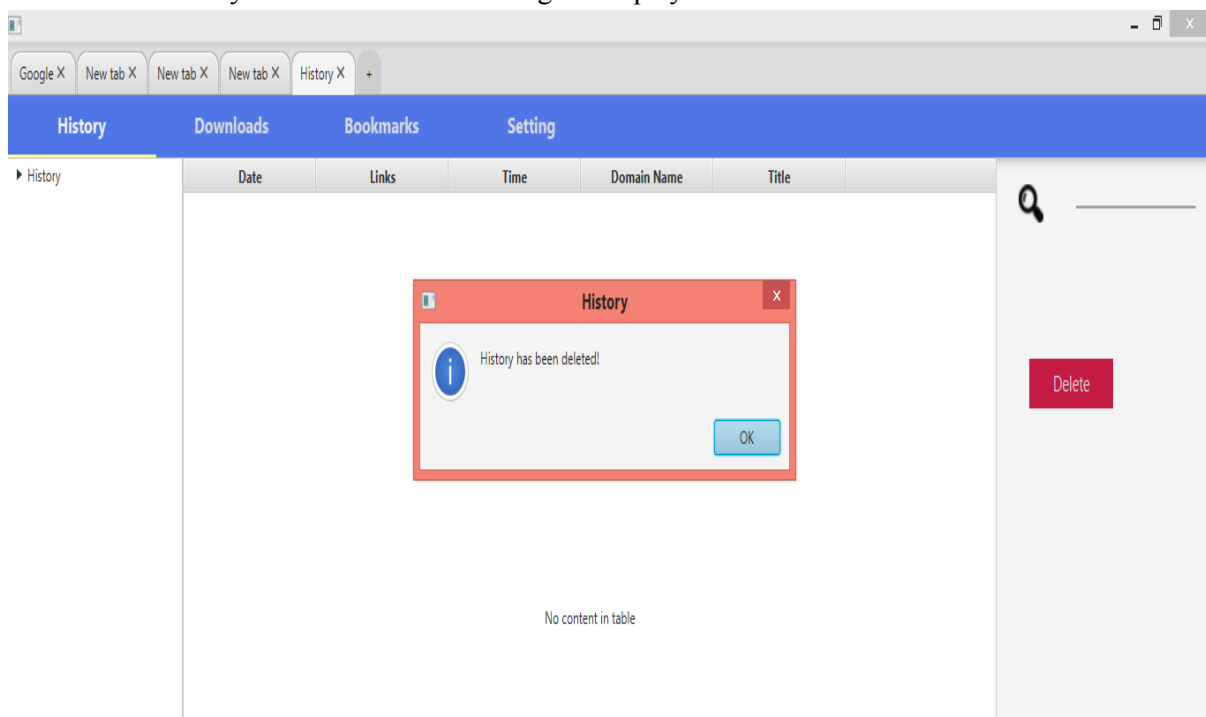 Google X New tab X New tab X New tab X History X +
History Downloads Bookmarks Setting
History
Date Links Time Domain Name Title
History
X
History has been deleted!
OK
Delete
No content in table